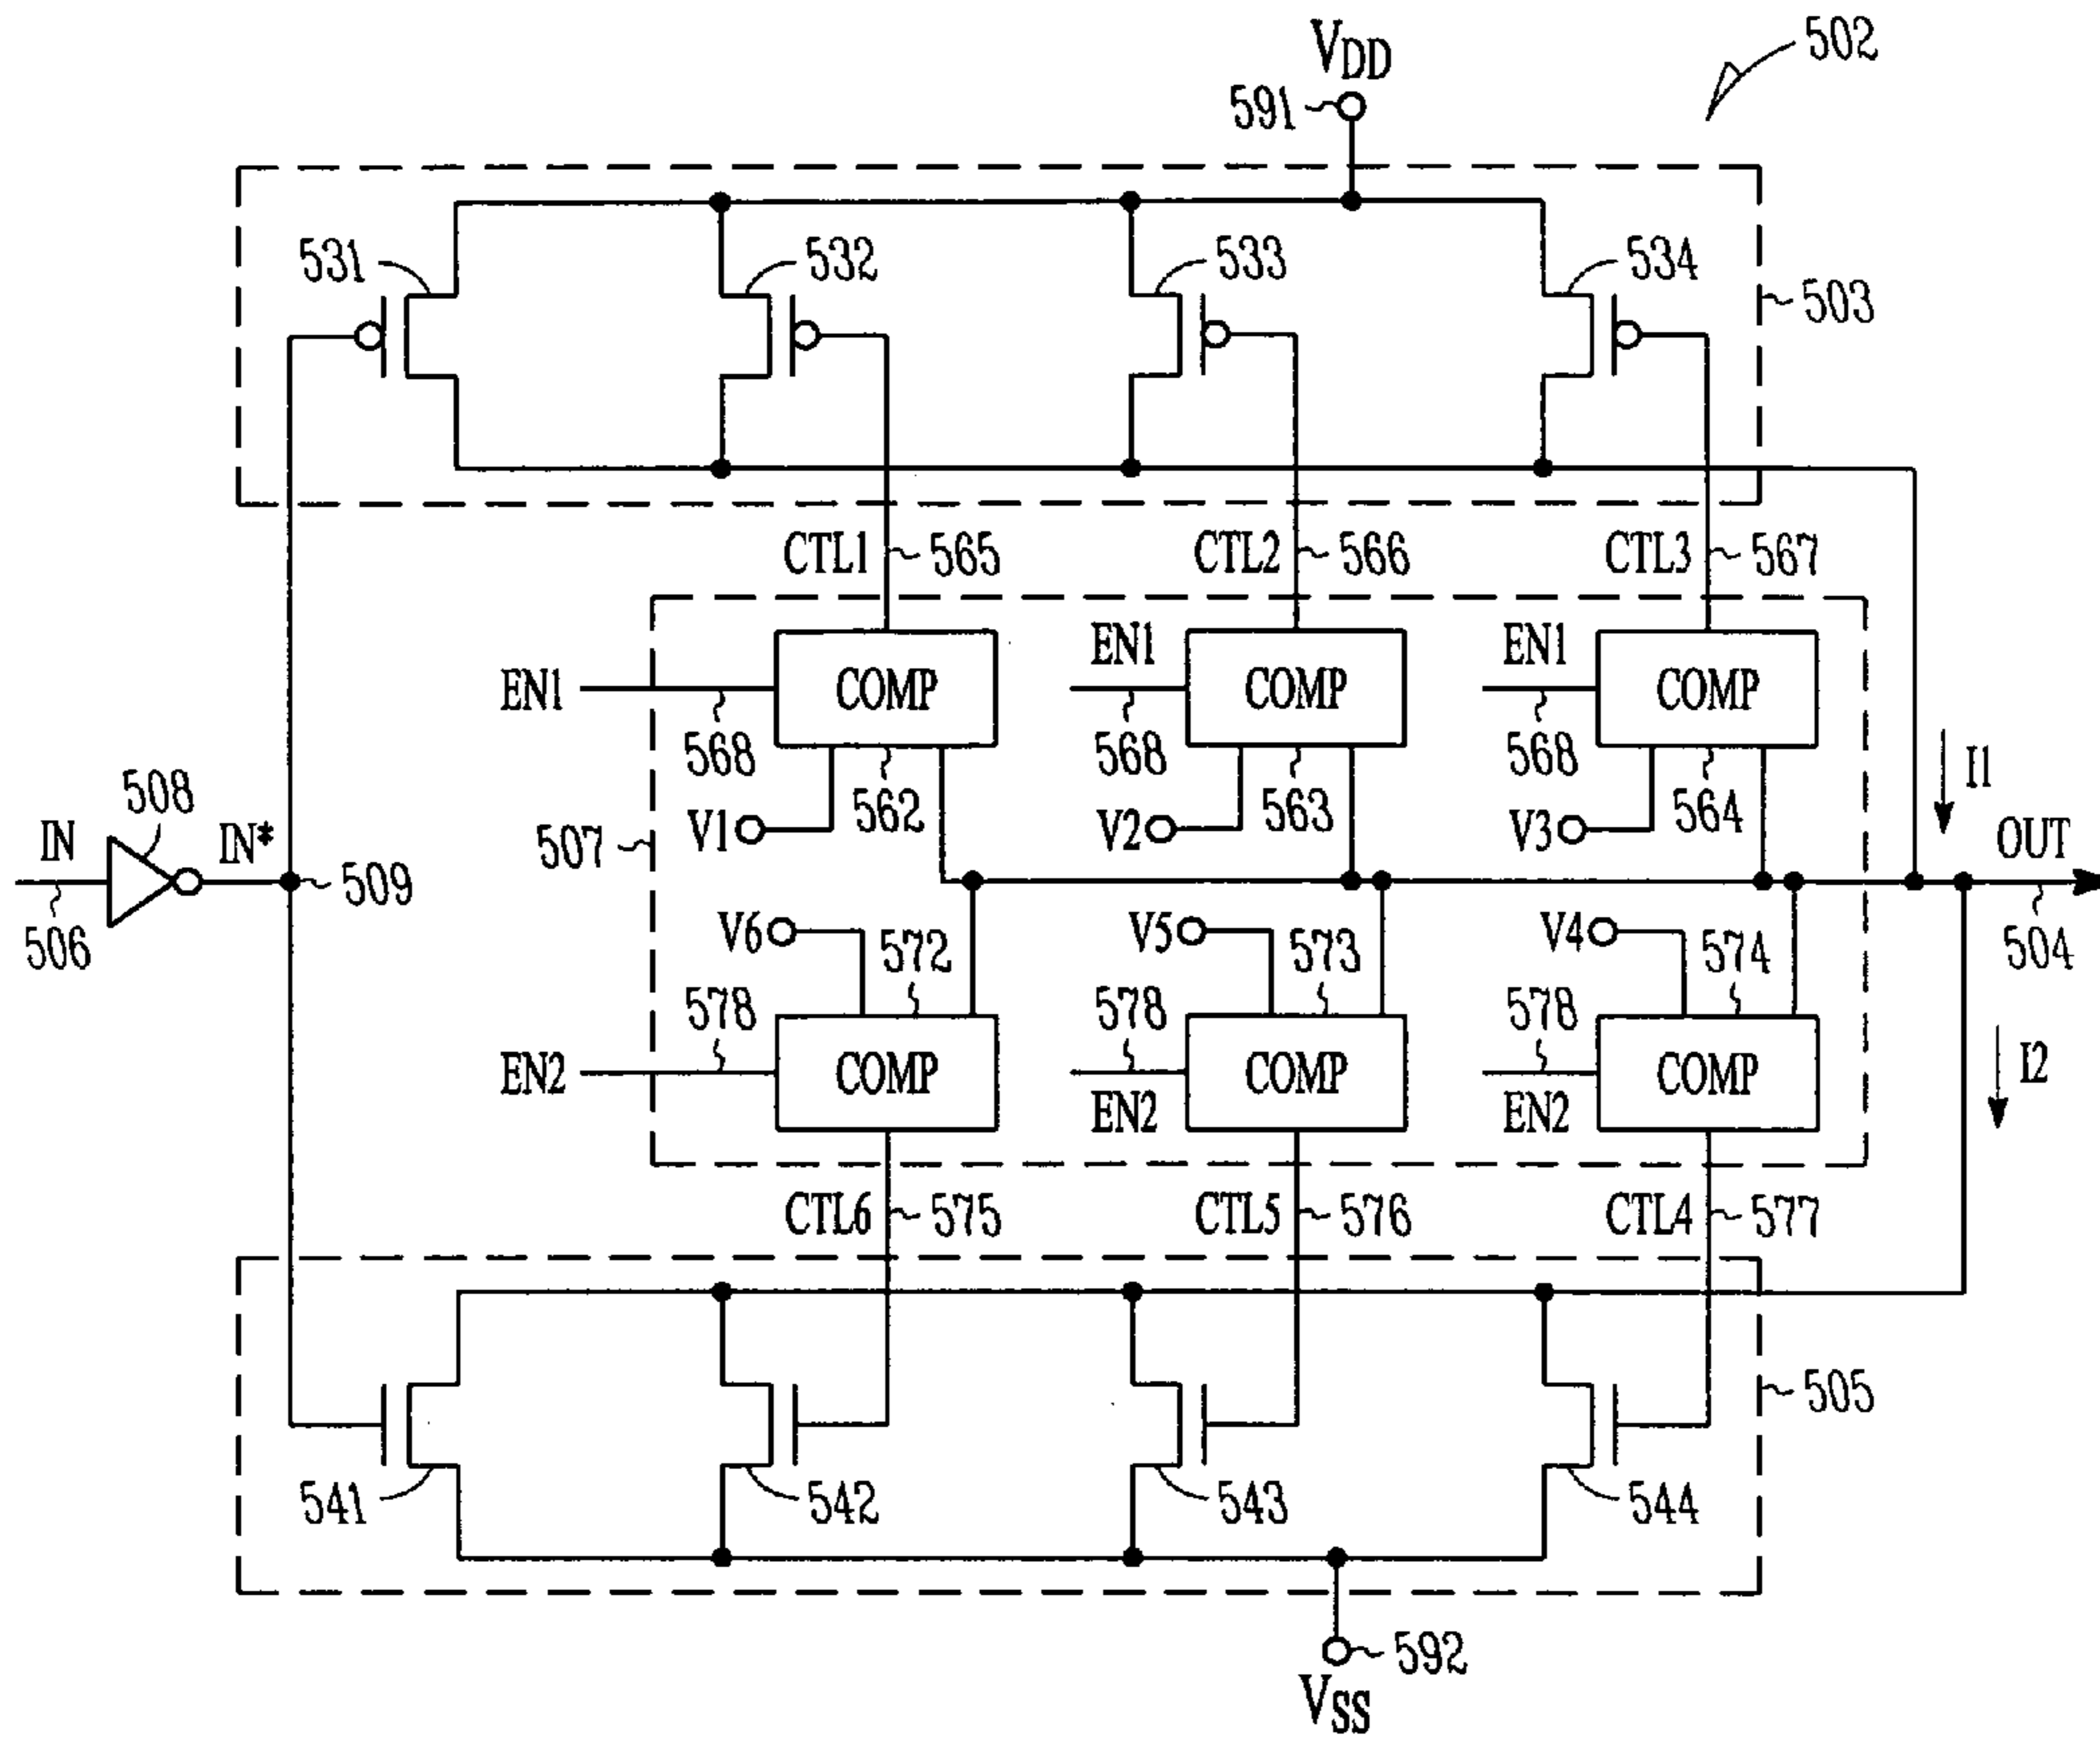 502
VDD
591
531
532
533
534
503
CTL1
565
CTL2
566
CTL3
567
EN1
COMP
EN1
COMP
EN1
COMP
568
568
568
V1
562
V2
563
V3
564
I1
507
508
IN
IN*
509
506
OUT
504
V6
572
V5
573
V4
574
578
578
578
EN2
COMP
EN2
COMP
EN2
COMP
I2
CTL6
575
CTL5
576
CTL4
577
505
541
542
543
544
592
VSS